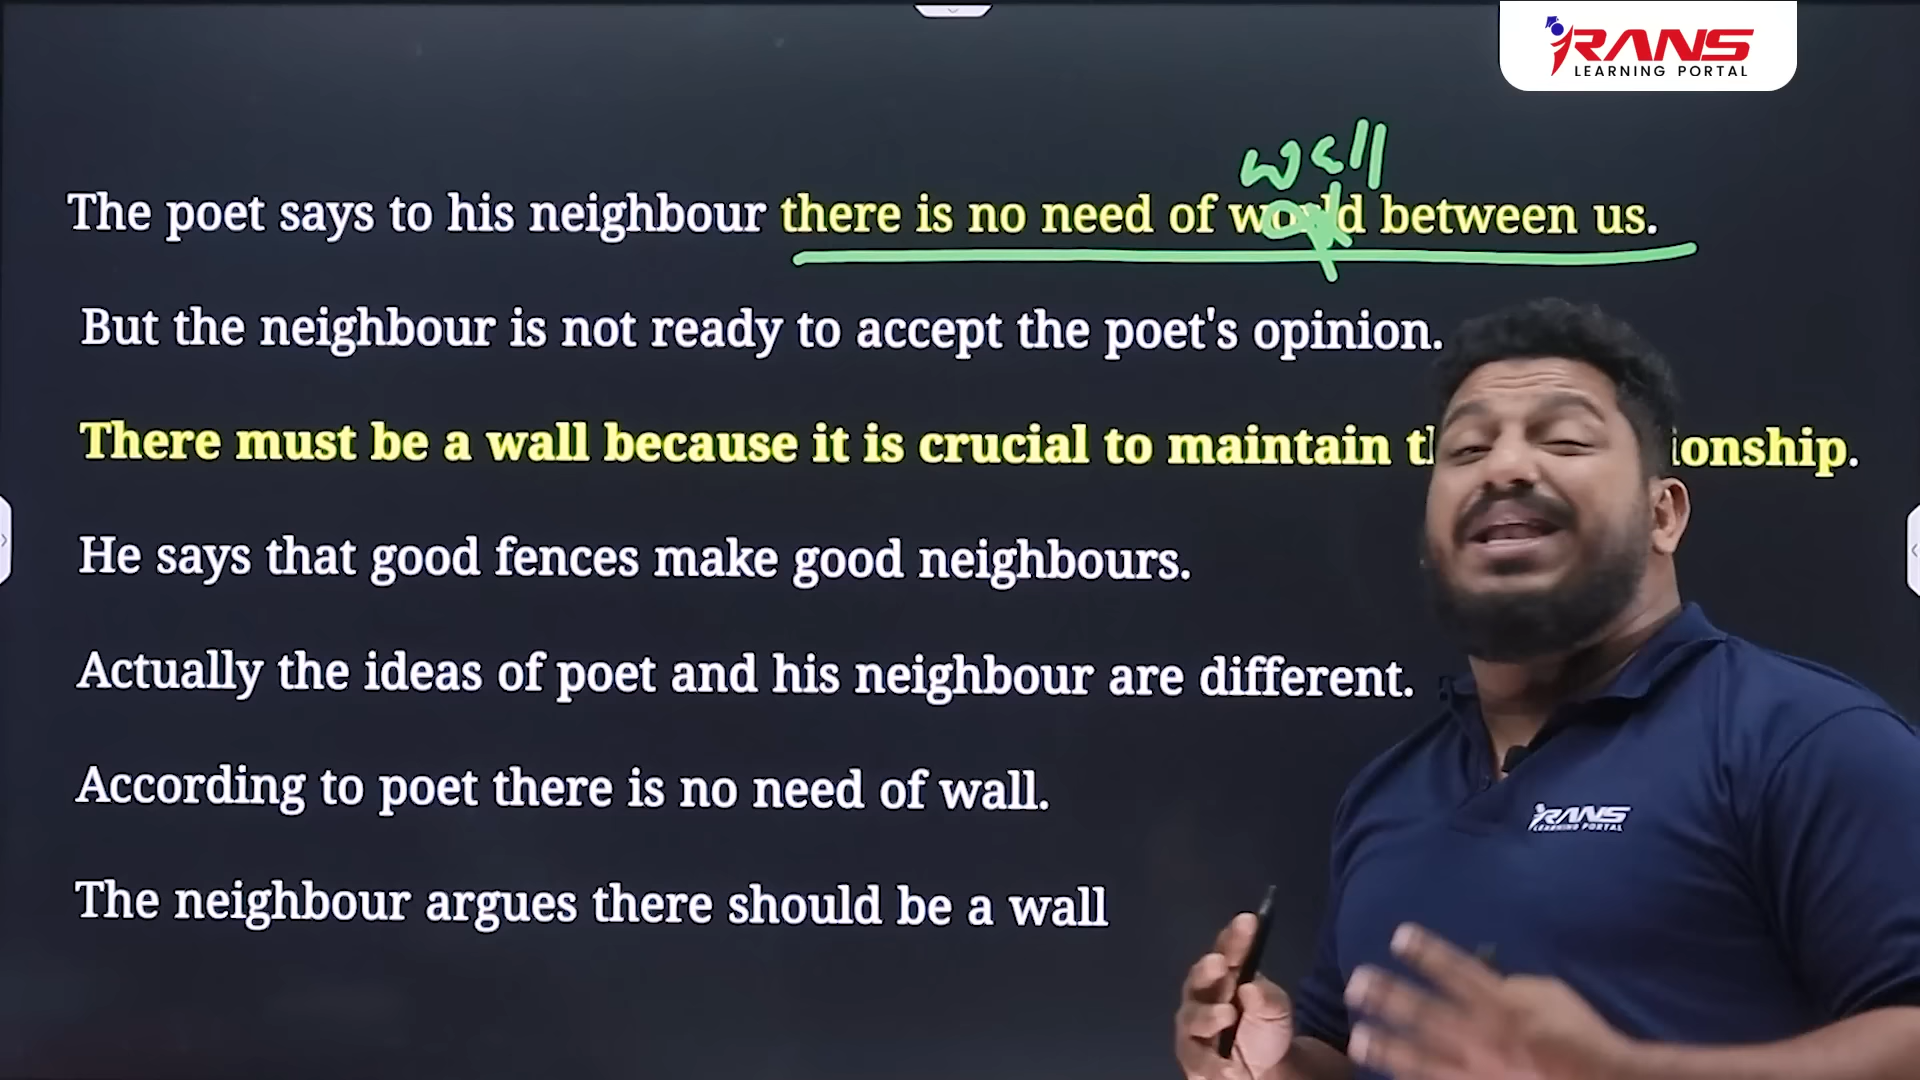 RANS
LEARNING PORTAL
wall
The poet says to his neighbour there is no need of world between us.
But the neighbour is not ready to accept the poet's opinion.
There must be a wall because it is crucial to maintain ionship.
He says that good fences make good neighbours.
Actually the ideas of poet and his neighbour are different.
According to poet there is no need of wall.
The neighbour argues there should be a wall
RANS
LEARNING PORTAL